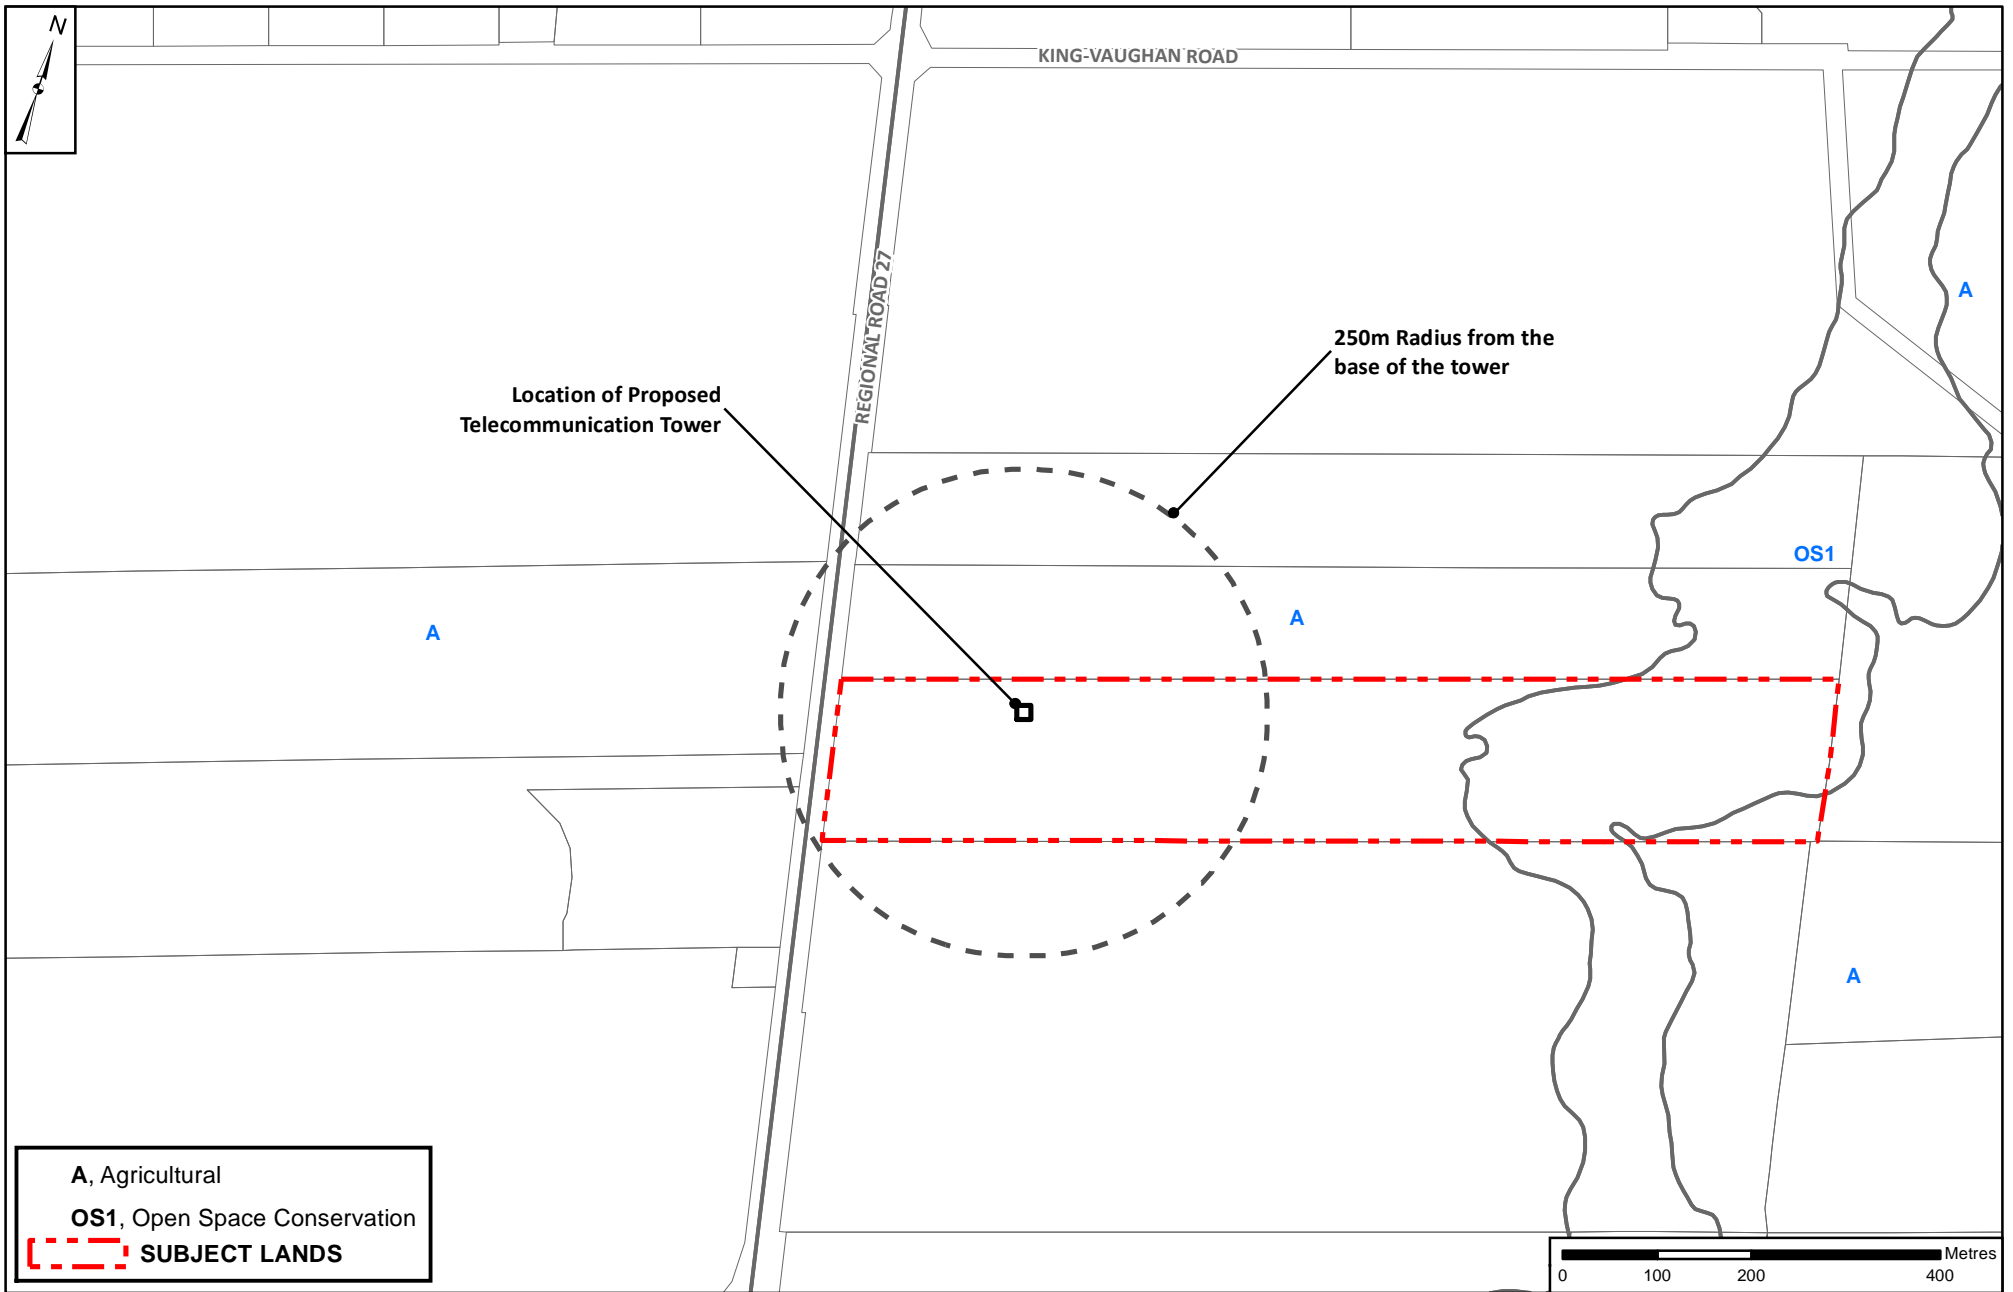 N
KING-VAUGHAN ROAD
REGIONAL ROAD 27
A
250m Radius from the
base of the tower
Location of Proposed
Telecommunication Tower
OS1
A
A
A
A, Agricultural
OS1, Open Space Conservation
SUBJECT LANDS
Metres
0 100 200 400